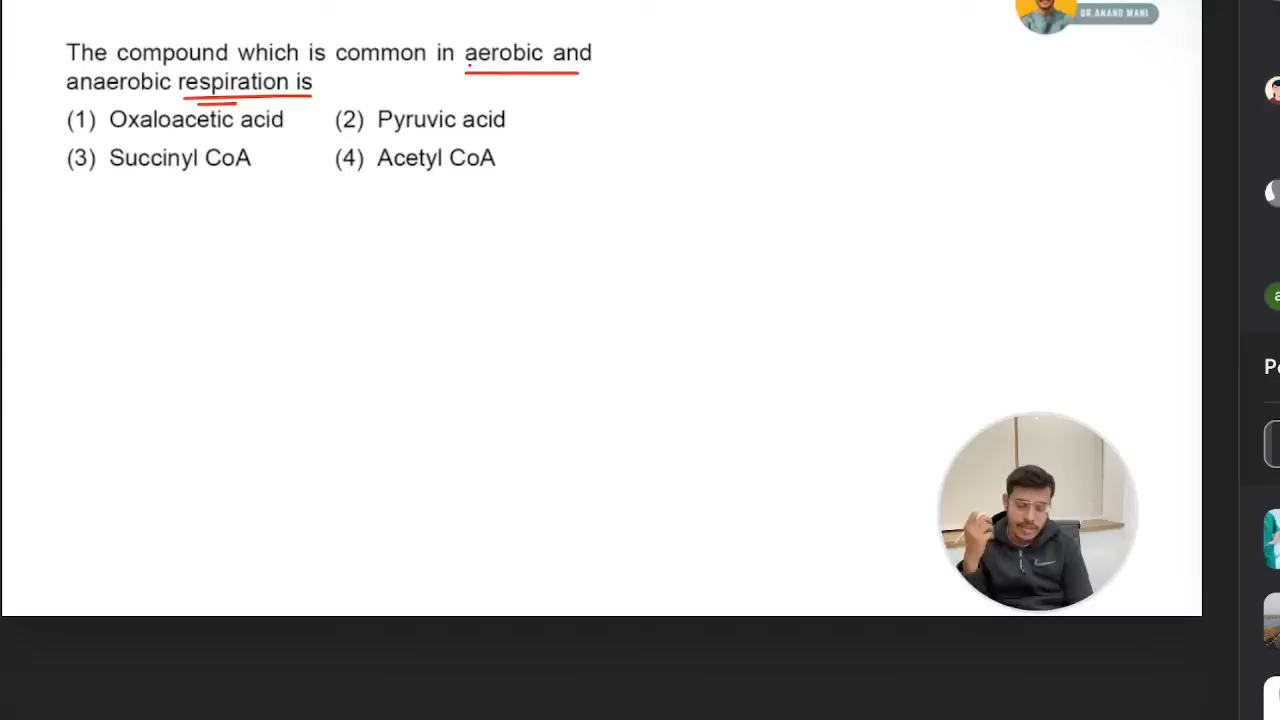 DR.ANAND MANI
The compound which is common in aerobic and
anaerobic respiration is
(1) Oxaloacetic acid (2) Pyruvic acid
(3) Succinyl CoA (4) Acetyl CoA